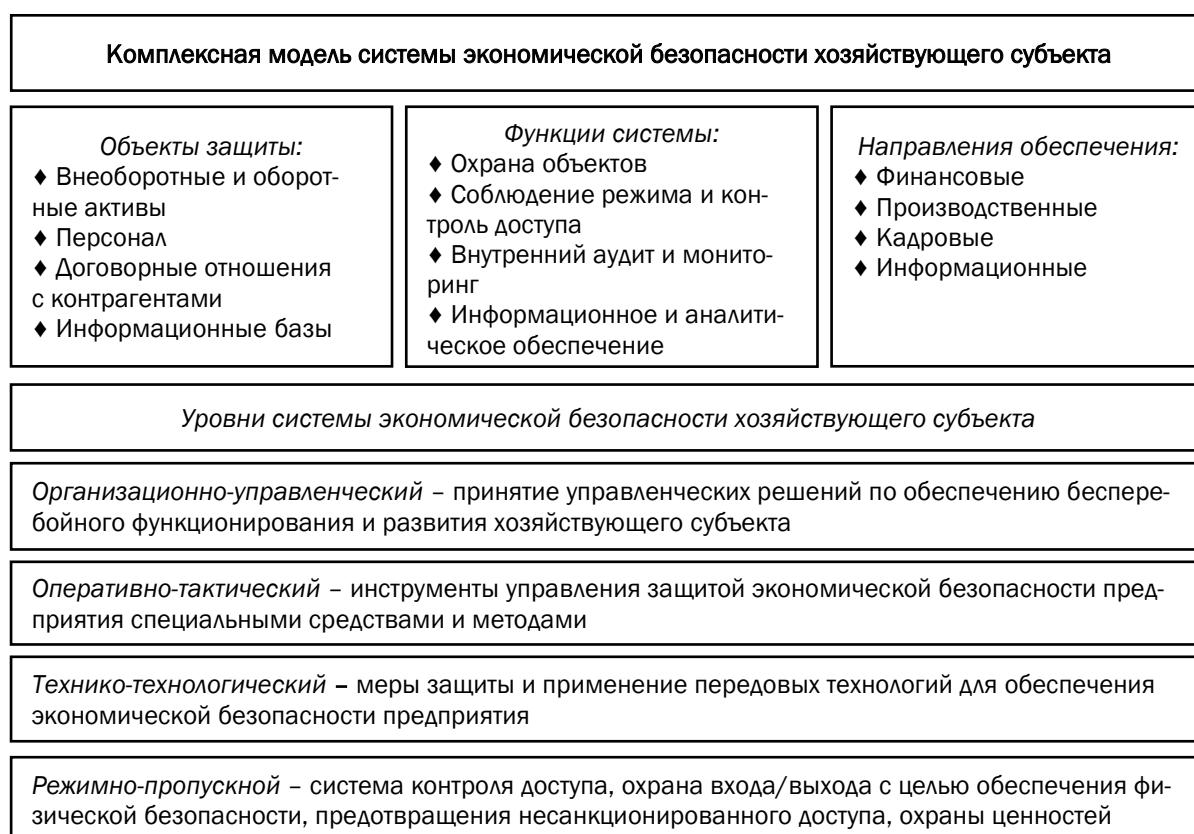 Комплексная модель системы экономической безопасности хозяйствующего субъекта
Объекты защиты:
♦ Внеоборотные и оборот-
ные активы
♦ Персонал
♦ Договорные отношения
с контрагентами
♦ Информационные базы
Функции системы:
♦ Охрана объектов
♦ Соблюдение режима и кон-
троль доступа
♦ Внутренний аудит и монито-
ринг
♦ Информационное и аналити-
ческое обеспечение
Направления обеспечения:
♦ Финансовые
♦ Производственные
♦ Кадровые
♦ Информационные
Уровни системы экономической безопасности хозяйствующего субъекта
Организационно-управленческий – принятие управленческих решений по обеспечению беспере-
бойного функционирования и развития хозяйствующего субъекта
Оперативно-тактический – инструменты управления защитой экономической безопасности пред-
приятия специальными средствами и методами
Технико-технологический – меры защиты и применение передовых технологий для обеспечения
экономической безопасности предприятия
Режимно-пропускной – система контроля доступа, охрана входа/выхода с целью обеспечения фи-
зической безопасности, предотвращения несанкционированного доступа, охраны ценностей